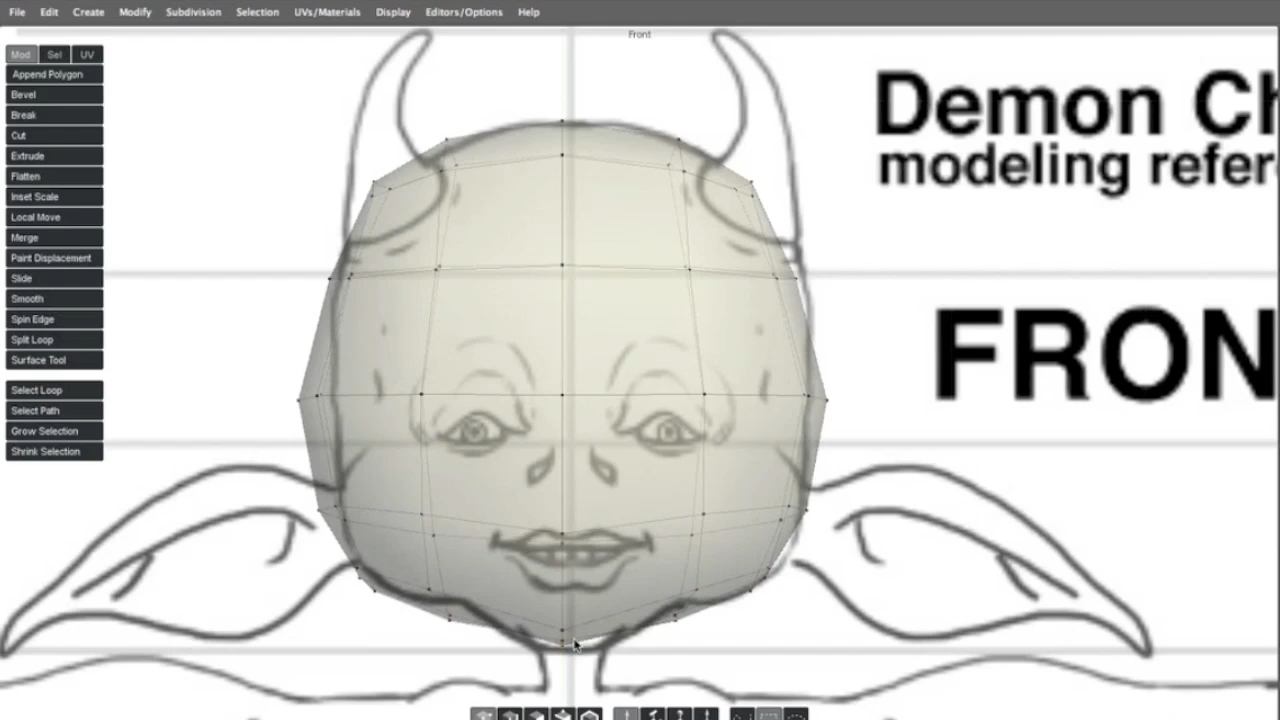 File Edit Create Modify Subdivision Selection UVs/Materials Display Editors/Options Help
Front
Mod Sel UV
Append Polygon
Bevel
Break
Cut
Extrude
Flatten
Inset Scale
Local Move
Merge
Paint Displacement
Slide
Smooth
Spin Edge
Split Loop
Surface Tool
Select Loop
Select Path
Grow Selection
Shrink Selection
Demon Ch
modeling refer
FRON